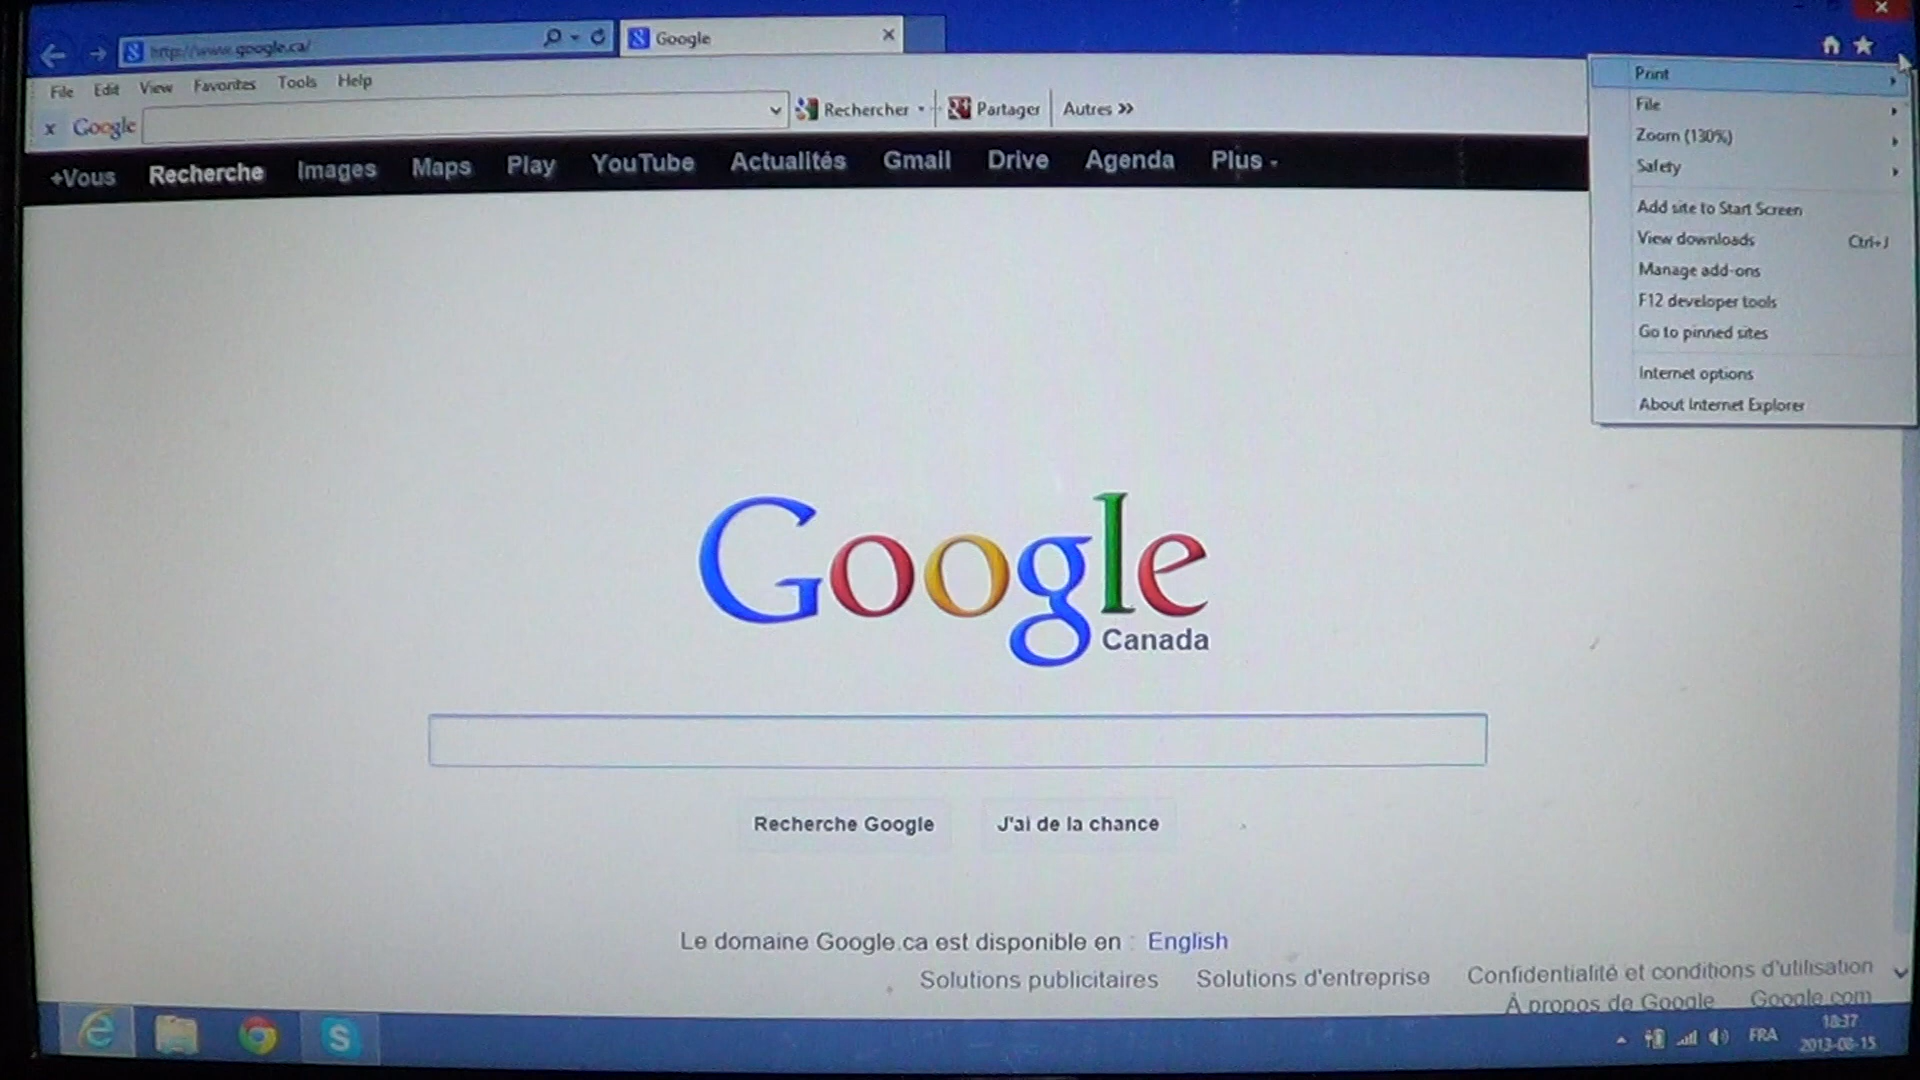 http://www.google.ca/
Google
File Edit View Favorites Tools Help
x Google
Rechercher
Partager
Autres »
+Vous Recherche Images Maps Play YouTube Actualités Gmail Drive Agenda Plus
Print
File
Zoom (130%)
Safety
Add site to Start Screen
View downloads Ctrl+J
Manage add-ons
F12 developer tools
Go to pinned sites
Internet options
About Internet Explorer
Google
Canada
Recherche Google J'ai de la chance
Le domaine Google.ca est disponible en : English
Solutions publicitaires Solutions d'entreprise Confidentialité et conditions d'utilisation
À propos de Google Google.com
FRA
18:37
2013-08-15